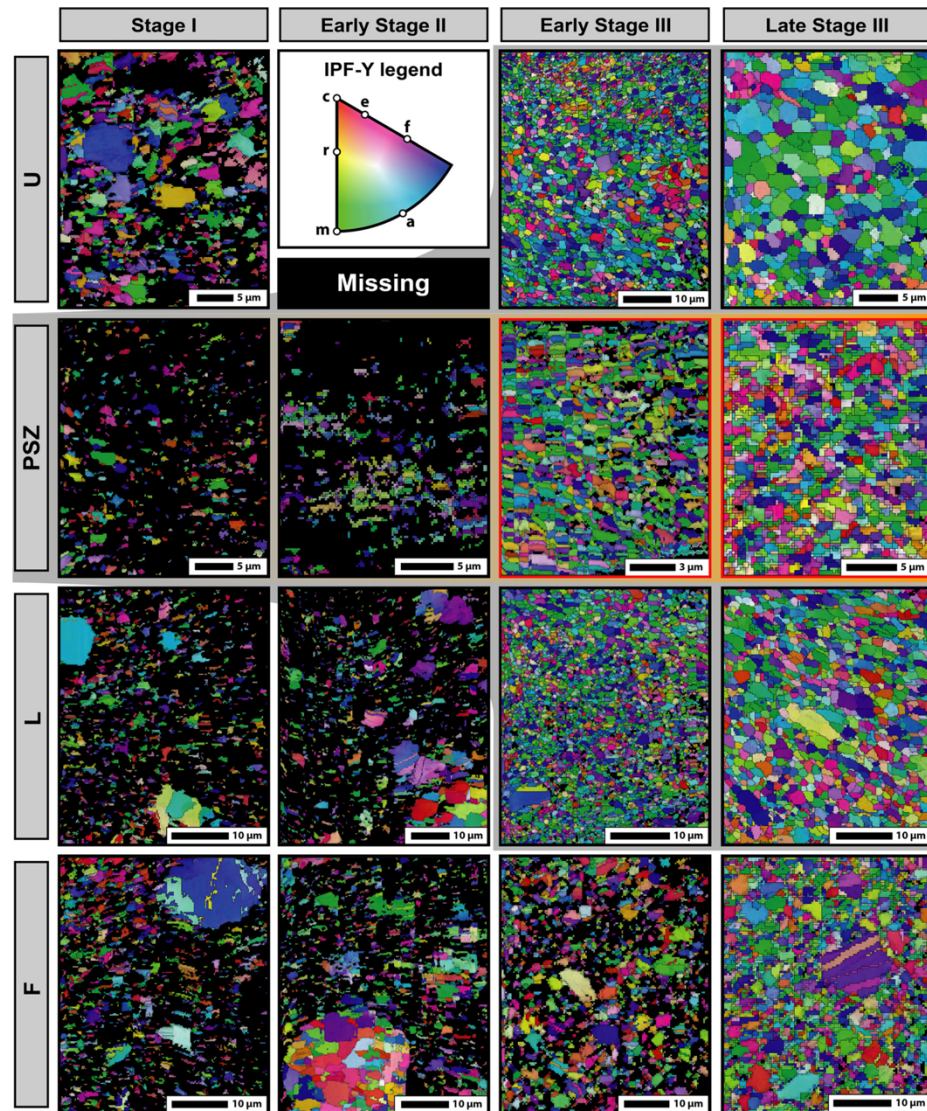 Stage I
Early Stage II
Early Stage III
Late Stage III
U
5 µm
IPF-Y legend
c
e
f
r
m
a
Missing
10 µm
5 µm
PSZ
5 µm
5 µm
3 µm
5 µm
L
10 µm
10 µm
10 µm
10 µm
F
10 µm
10 µm
10 µm
10 µm